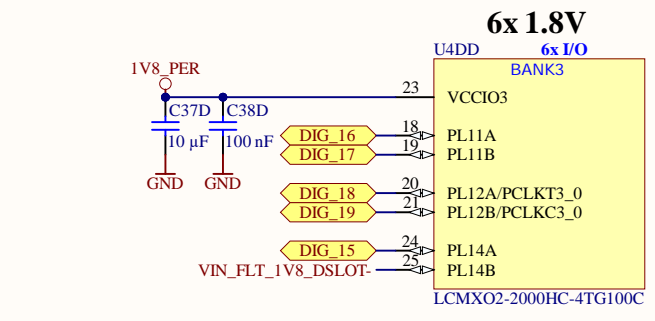 6x 1.8V
U4DD
6x I/O
BANK3
1V8_PER
23
VCCIO3
C37D
C38D
10 µF
100 nF
GND
GND
DIG_16
18
PL11A
DIG_17
19
PL11B
DIG_18
20
PL12A/PCLKT3_0
DIG_19
21
PL12B/PCLKC3_0
DIG_15
24
PL14A
VIN_FLT_1V8_DSLOT-
25
PL14B
LCMXO2-2000HC-4TG100C